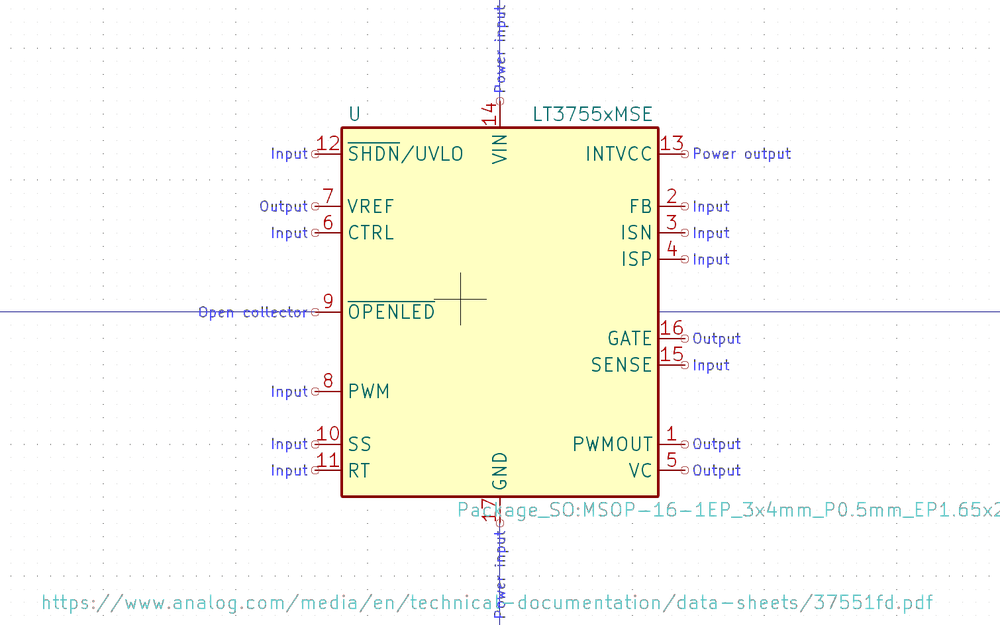 Power input
14
U
LT3755xMSE
VIN
Input 12 SHDN/UVLO
INTVCC 13 Power output
Output 7 VREF
FB 2 Input
Input 6 CTRL
ISN 3 Input
ISP 4 Input
Open collector 9 OPENLED
GATE 16 Output
SENSE 15 Input
Input 8 PWM
Input 10 SS
PWMOUT 1 Output
Input 11 RT
VC 5 Output
GND
17
Package_SO:MSOP-16-1EP_3x4mm_P0.5mm_EP1.65x2
Power input
https://www.analog.com/media/en/technical-documentation/data-sheets/37551fd.pdf